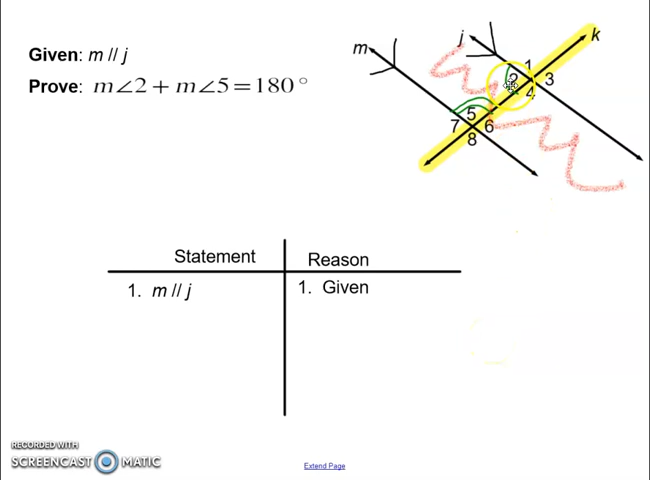 Given: m // j
Prove: m∠2 + m∠5 = 180°
m
j
k
1
2
3
4
5
7
6
8
Statement
Reason
1. m // j
1. Given
RECORDED WITH
SCREENCAST MATIC
Extend Page